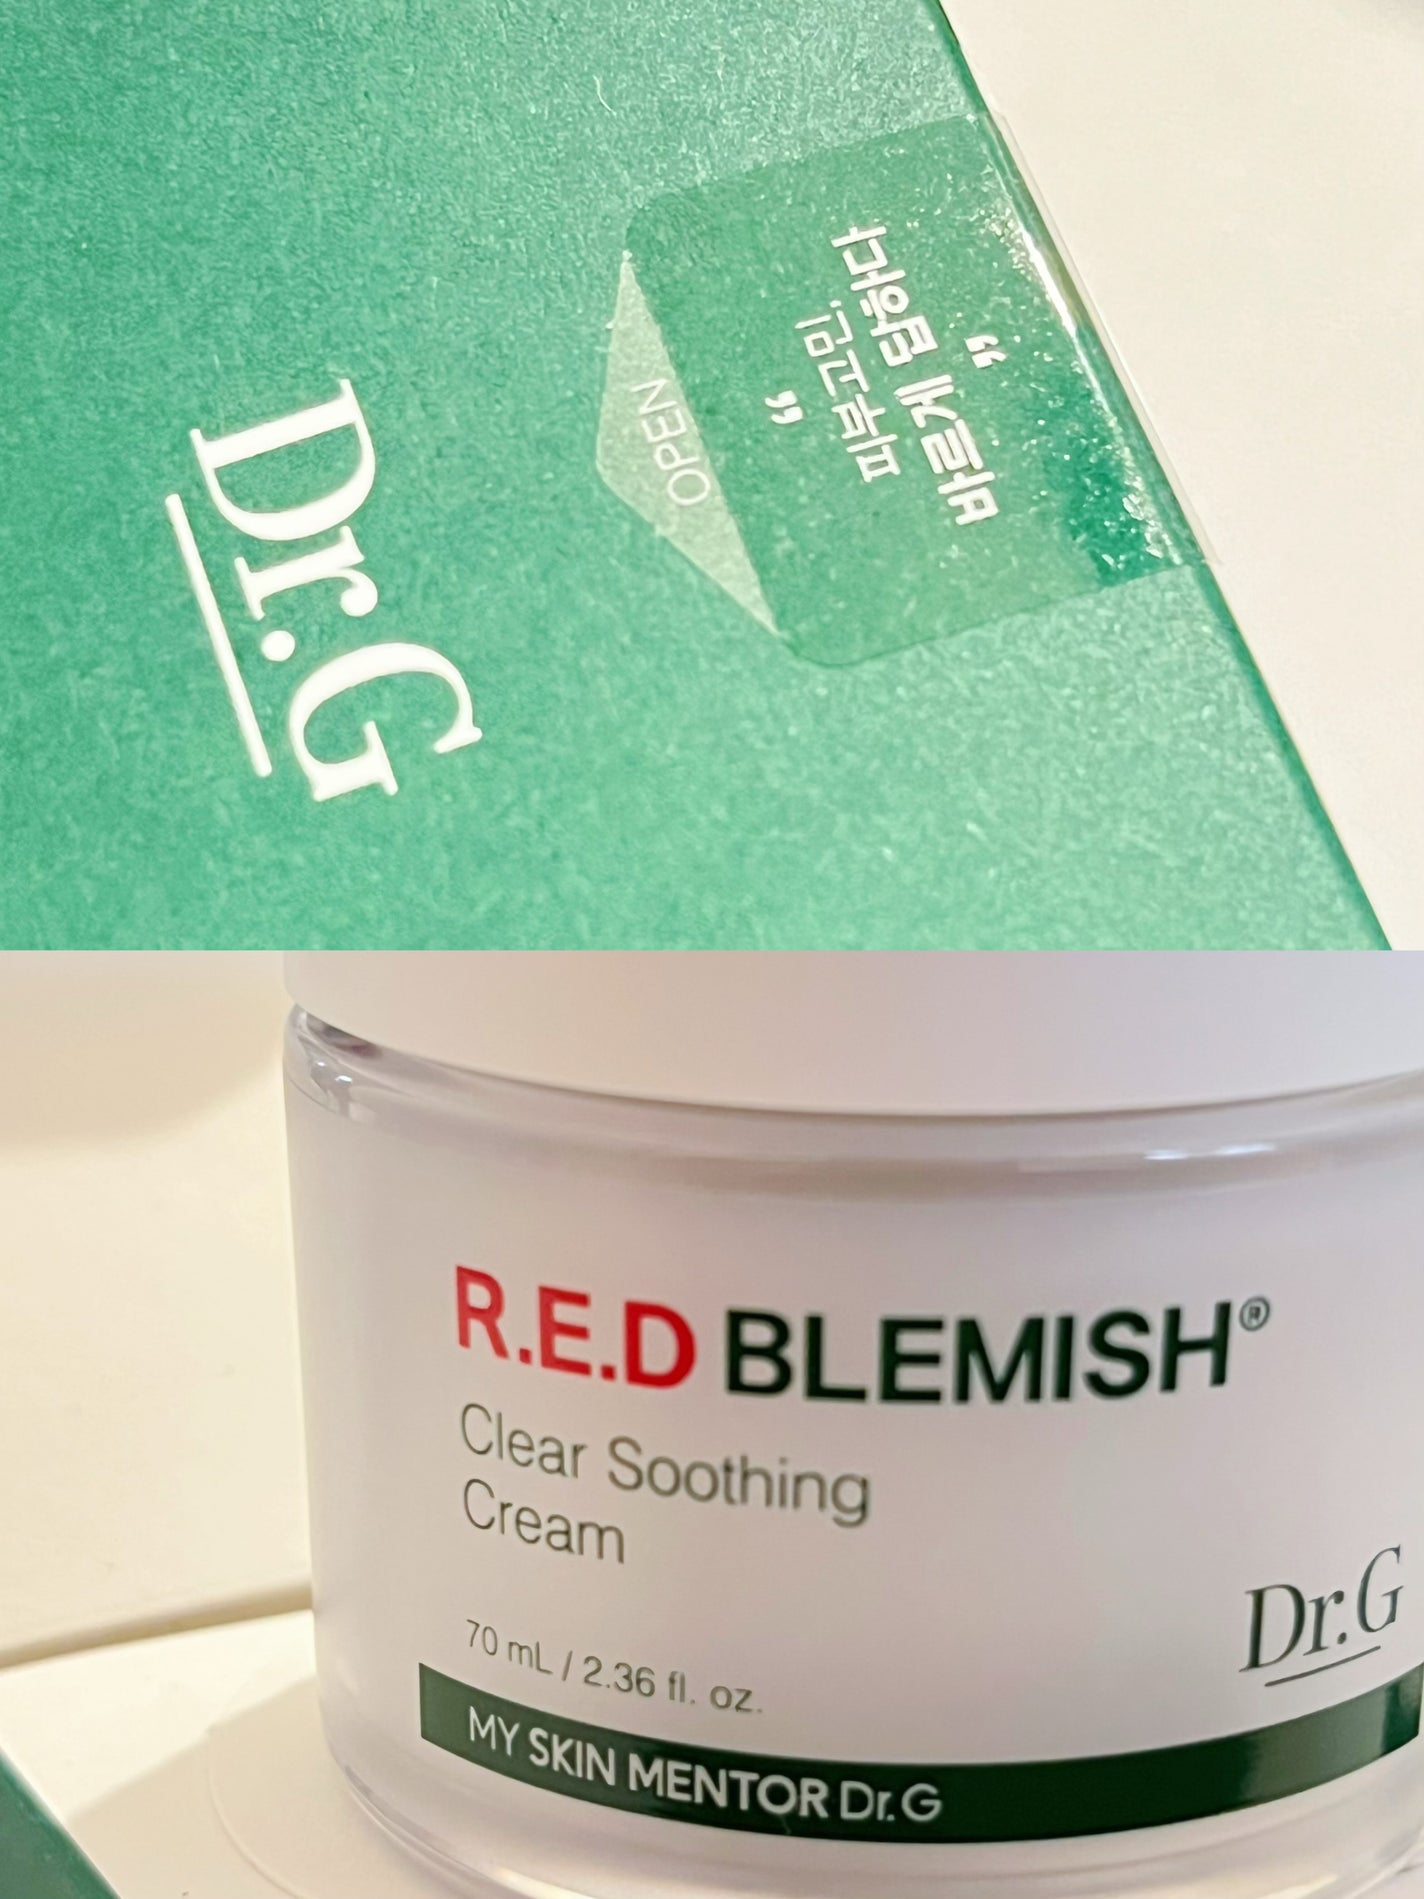 Dr.G
OPEN
“
피부고민,
바르게 답하다
”
R.E.D BLEMISH®
Clear Soothing
Cream
70 mL / 2.36 fl. oz.
Dr.G
MY SKIN MENTOR Dr.G